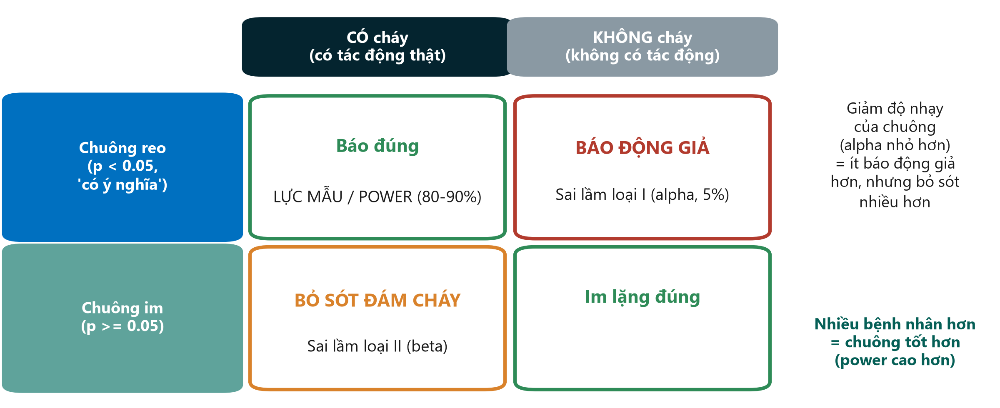 CÓ cháy
(có tác động thật)
KHÔNG cháy
(không có tác động)
Chuông reo
(p < 0.05,
'có ý nghĩa')
Báo đúng
LỰC MẪU / POWER (80-90%)
BÁO ĐỘNG GIẢ
Sai lầm loại I (alpha, 5%)
Giảm độ nhạy
của chuông
(alpha nhỏ hơn)
= ít báo động giả
hơn, nhưng bỏ sót
nhiều hơn
Chuông im
(p >= 0.05)
BỎ SÓT ĐÁM CHÁY
Sai lầm loại II (beta)
Im lặng đúng
Nhiều bệnh nhân hơn
= chuông tốt hơn
(power cao hơn)